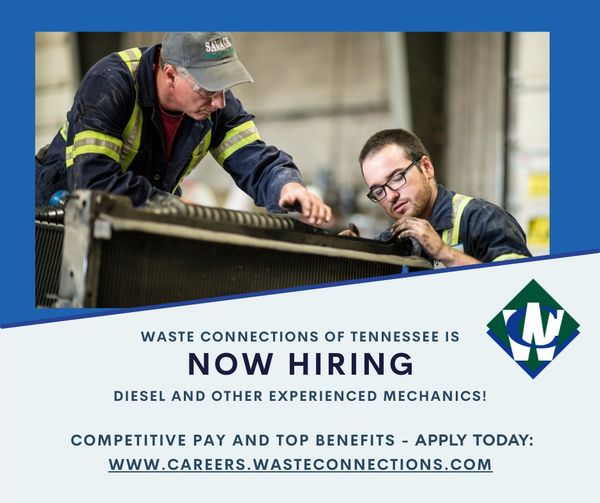 WASTE CONNECTIONS OF TENNESSEE IS
NOW HIRING
DIESEL AND OTHER EXPERIENCED MECHANICS!
COMPETITIVE PAY AND TOP BENEFITS - APPLY TODAY:
WWW.CAREERS.WASTECONNECTIONS.COM